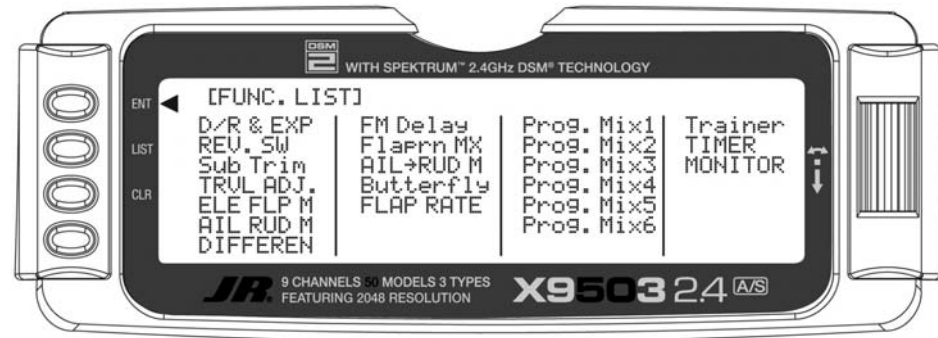 DSM
2
WITH SPEKTRUM™ 2.4GHz DSM® TECHNOLOGY
ENT
LIST
CLR
[FUNC. LIST]
D/R & EXP
REV. SW
Sub Trim
TRVL ADJ.
ELE FLP M
AIL RUD M
DIFFEREN
FM Delay
Flaprn MX
AIL→RUD M
Butterfly
FLAP RATE
Prog. Mix1
Prog. Mix2
Prog. Mix3
Prog. Mix4
Prog. Mix5
Prog. Mix6
Trainer
TIMER
MONITOR
JR
9 CHANNELS 50 MODELS 3 TYPES
FEATURING 2048 RESOLUTION
X9503 2.4 A/S